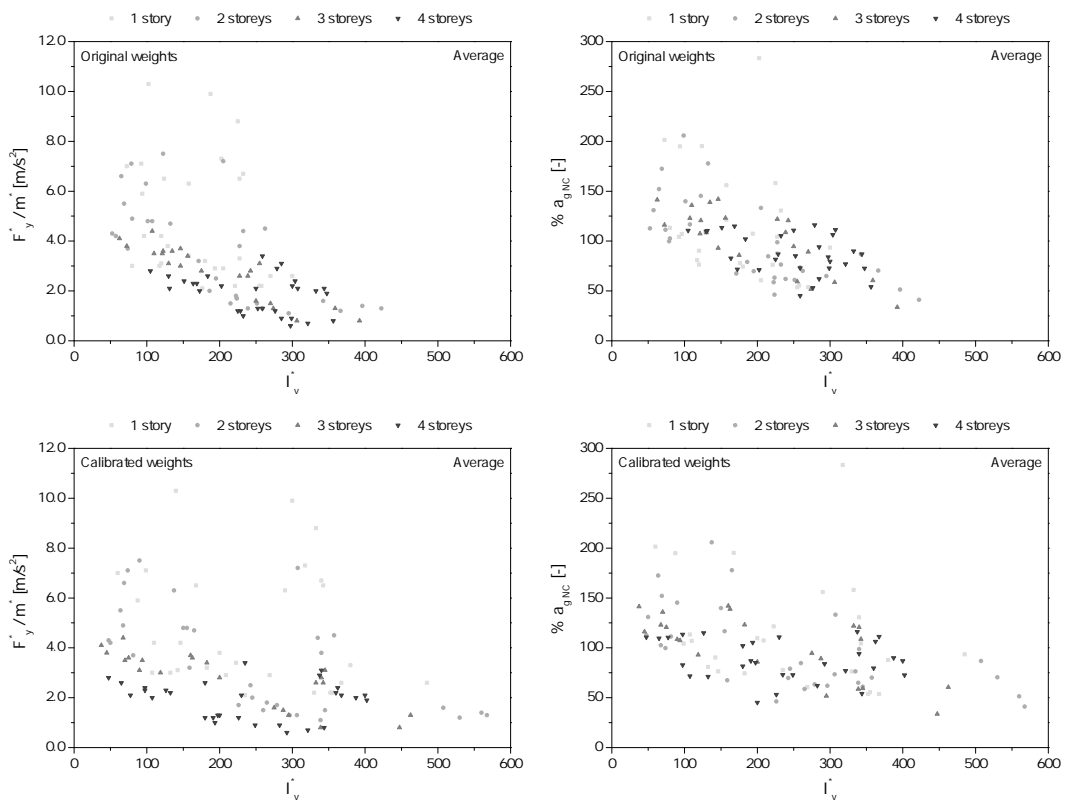 1 story 2 storeys 3 storeys 4 storeys
Original weights Average
12.0
10.0
8.0
6.0
4.0
2.0
0.0
F*y /m* [m/s²]
0 100 200 300 400 500 600
I*v
1 story 2 storeys 3 storeys 4 storeys
Original weights Average
300
250
200
150
100
50
0
% ag NC [-]
0 100 200 300 400 500 600
I*v
1 story 2 storeys 3 storeys 4 storeys
Calibrated weights Average
12.0
10.0
8.0
6.0
4.0
2.0
0.0
F*y /m* [m/s²]
0 100 200 300 400 500 600
I*v
1 story 2 storeys 3 storeys 4 storeys
Calibrated weights Average
300
250
200
150
100
50
0
% ag NC [-]
0 100 200 300 400 500 600
I*v